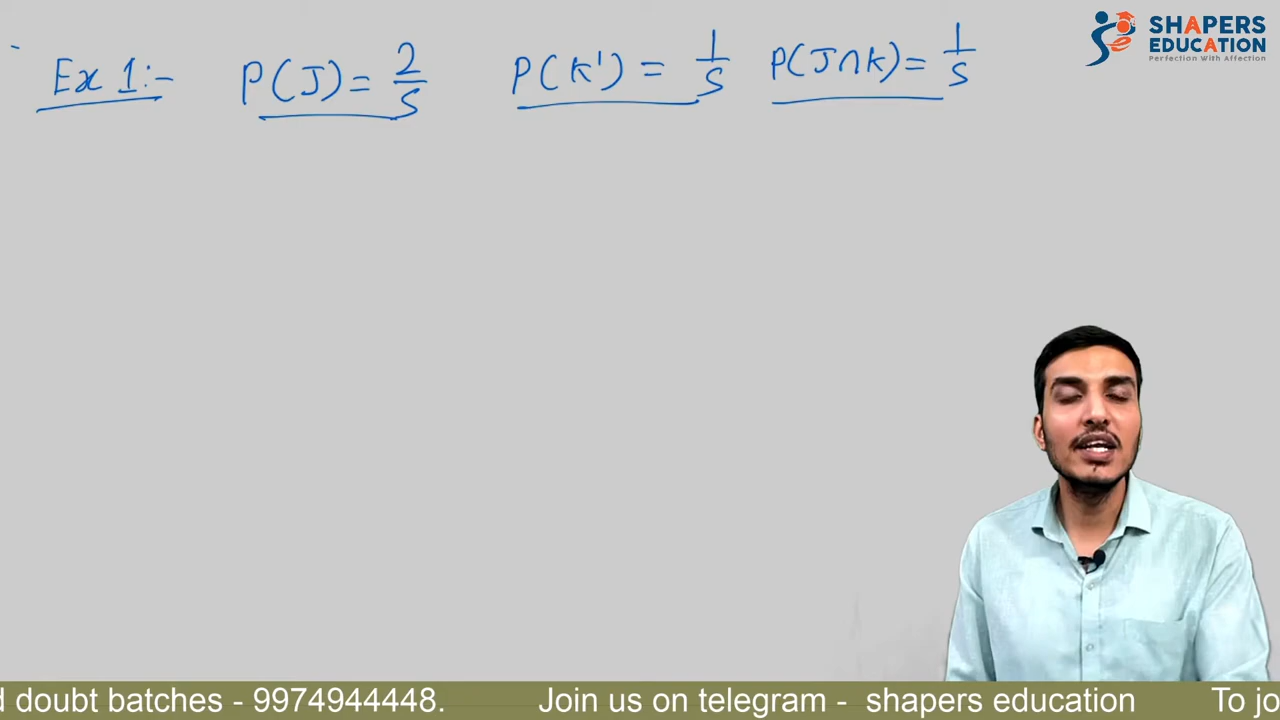 SHAPERS
EDUCATION
Perfection With Affection
Ex 1:- P(J) = 2/5 P(K') = 1/5 P(J∩K) = 1/5
d doubt batches - 9974944448. Join us on telegram - shapers education To jo